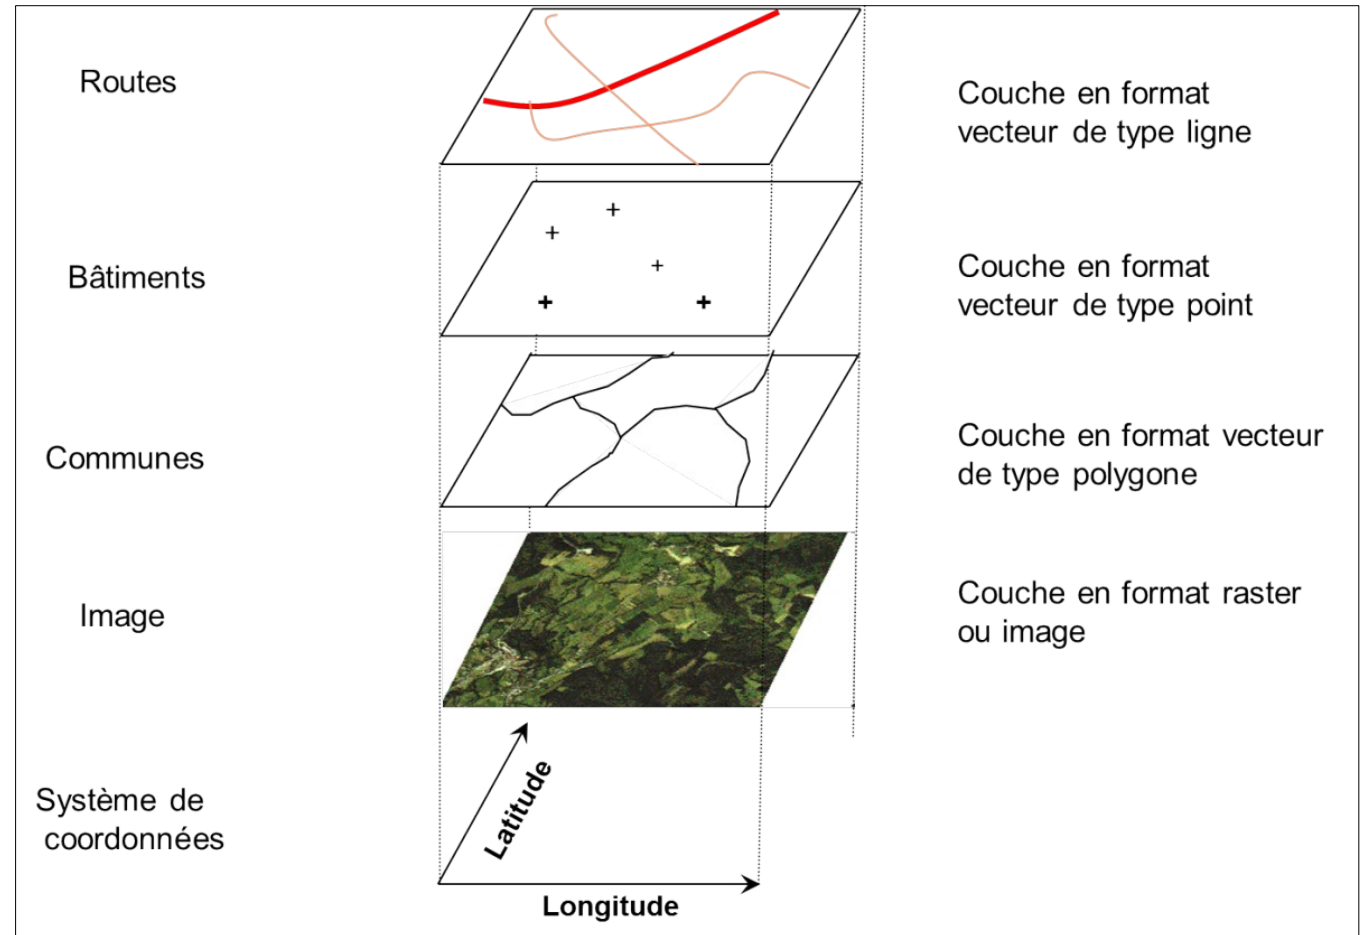 Routes
Couche en format
vecteur de type ligne
Bâtiments
Couche en format
vecteur de type point
Communes
Couche en format vecteur
de type polygone
Image
Couche en format raster
ou image
Système de
coordonnées
Latitude
Longitude